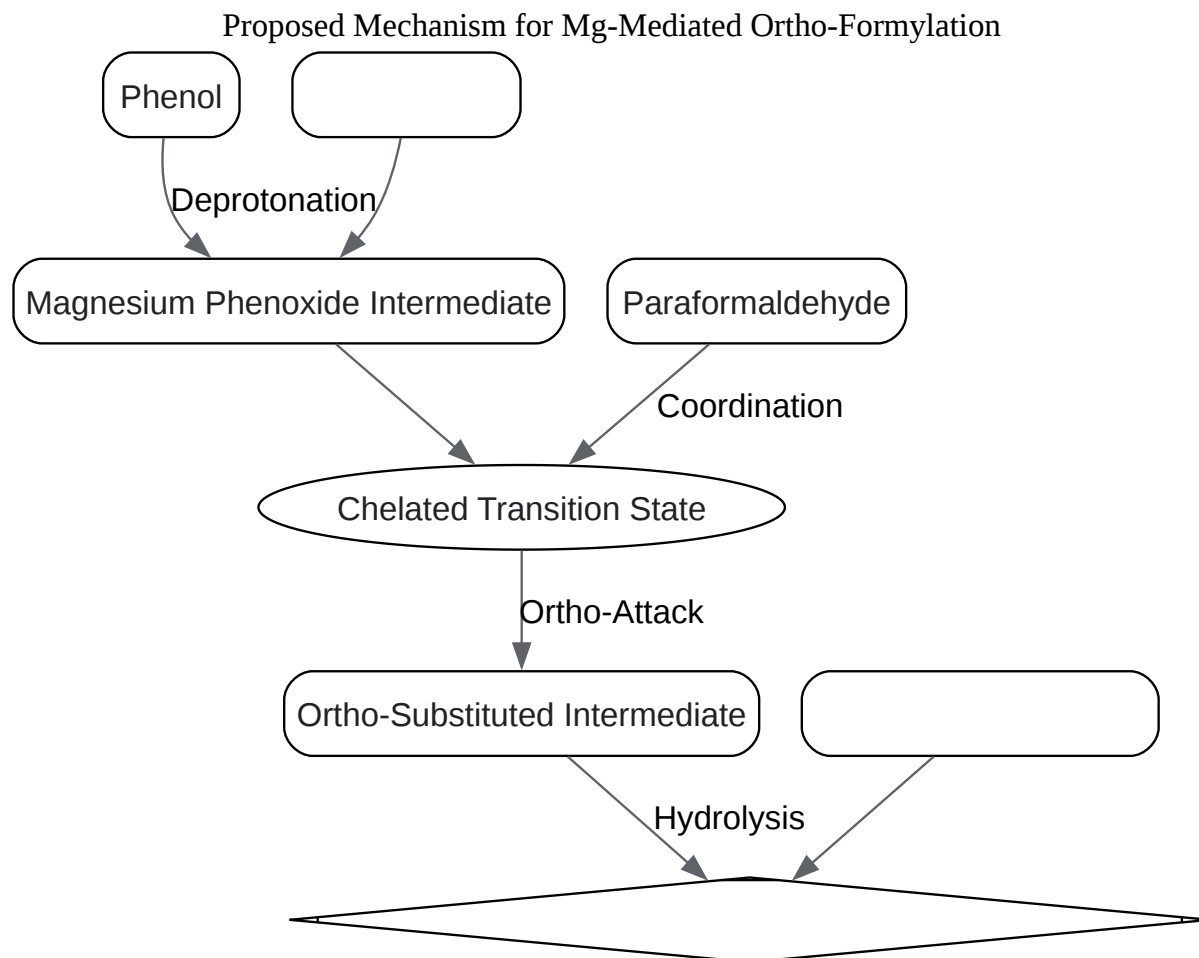 Proposed Mechanism for Mg-Mediated Ortho-Formylation
Phenol
Deprotonation
Magnesium Phenoxide Intermediate
Paraformaldehyde
Coordination
Chelated Transition State
Ortho-Attack
Ortho-Substituted Intermediate
Hydrolysis